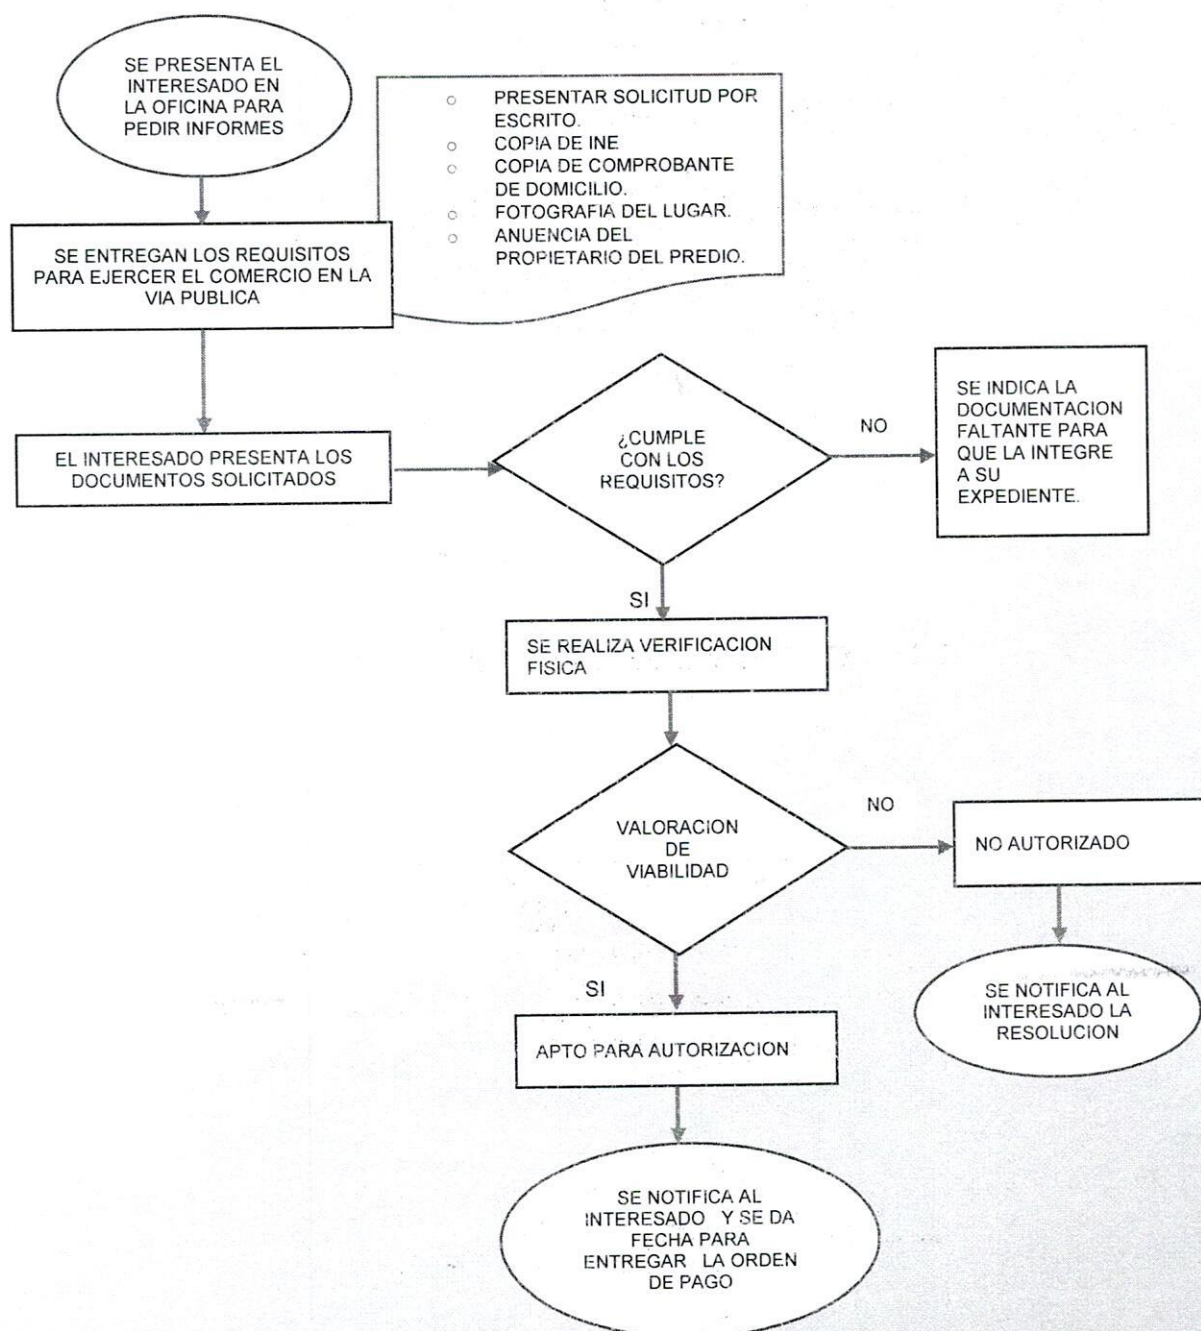 SE PRESENTA EL
INTERESADO EN
LA OFICINA PARA
PEDIR INFORMES
○ PRESENTAR SOLICITUD POR
ESCRITO.
○ COPIA DE INE
○ COPIA DE COMPROBANTE
DE DOMICILIO.
○ FOTOGRAFIA DEL LUGAR.
○ ANUENCIA DEL
PROPIETARIO DEL PREDIO.
SE ENTREGAN LOS REQUISITOS
PARA EJERCER EL COMERCIO EN LA
VIA PUBLICA
EL INTERESADO PRESENTA LOS
DOCUMENTOS SOLICITADOS
¿CUMPLE
CON LOS
REQUISITOS?
NO
SE INDICA LA
DOCUMENTACION
FALTANTE PARA
QUE LA INTEGRE
A SU
EXPEDIENTE.
SI
SE REALIZA VERIFICACION
FISICA
VALORACION
DE
VIABILIDAD
NO
NO AUTORIZADO
SE NOTIFICA AL
INTERESADO LA
RESOLUCION
SI
APTO PARA AUTORIZACION
SE NOTIFICA AL
INTERESADO Y SE DA
FECHA PARA
ENTREGAR LA ORDEN
DE PAGO